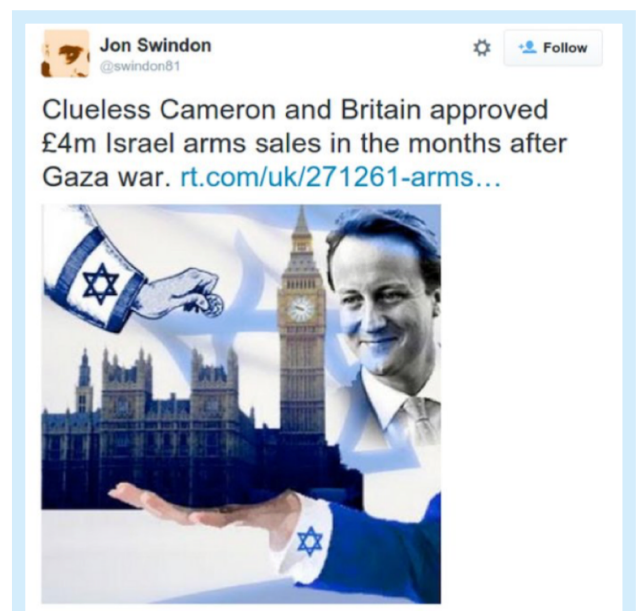 Jon Swindon
@swindon81
Follow
Clueless Cameron and Britain approved
£4m Israel arms sales in the months after
Gaza war. rt.com/uk/271261-arms…